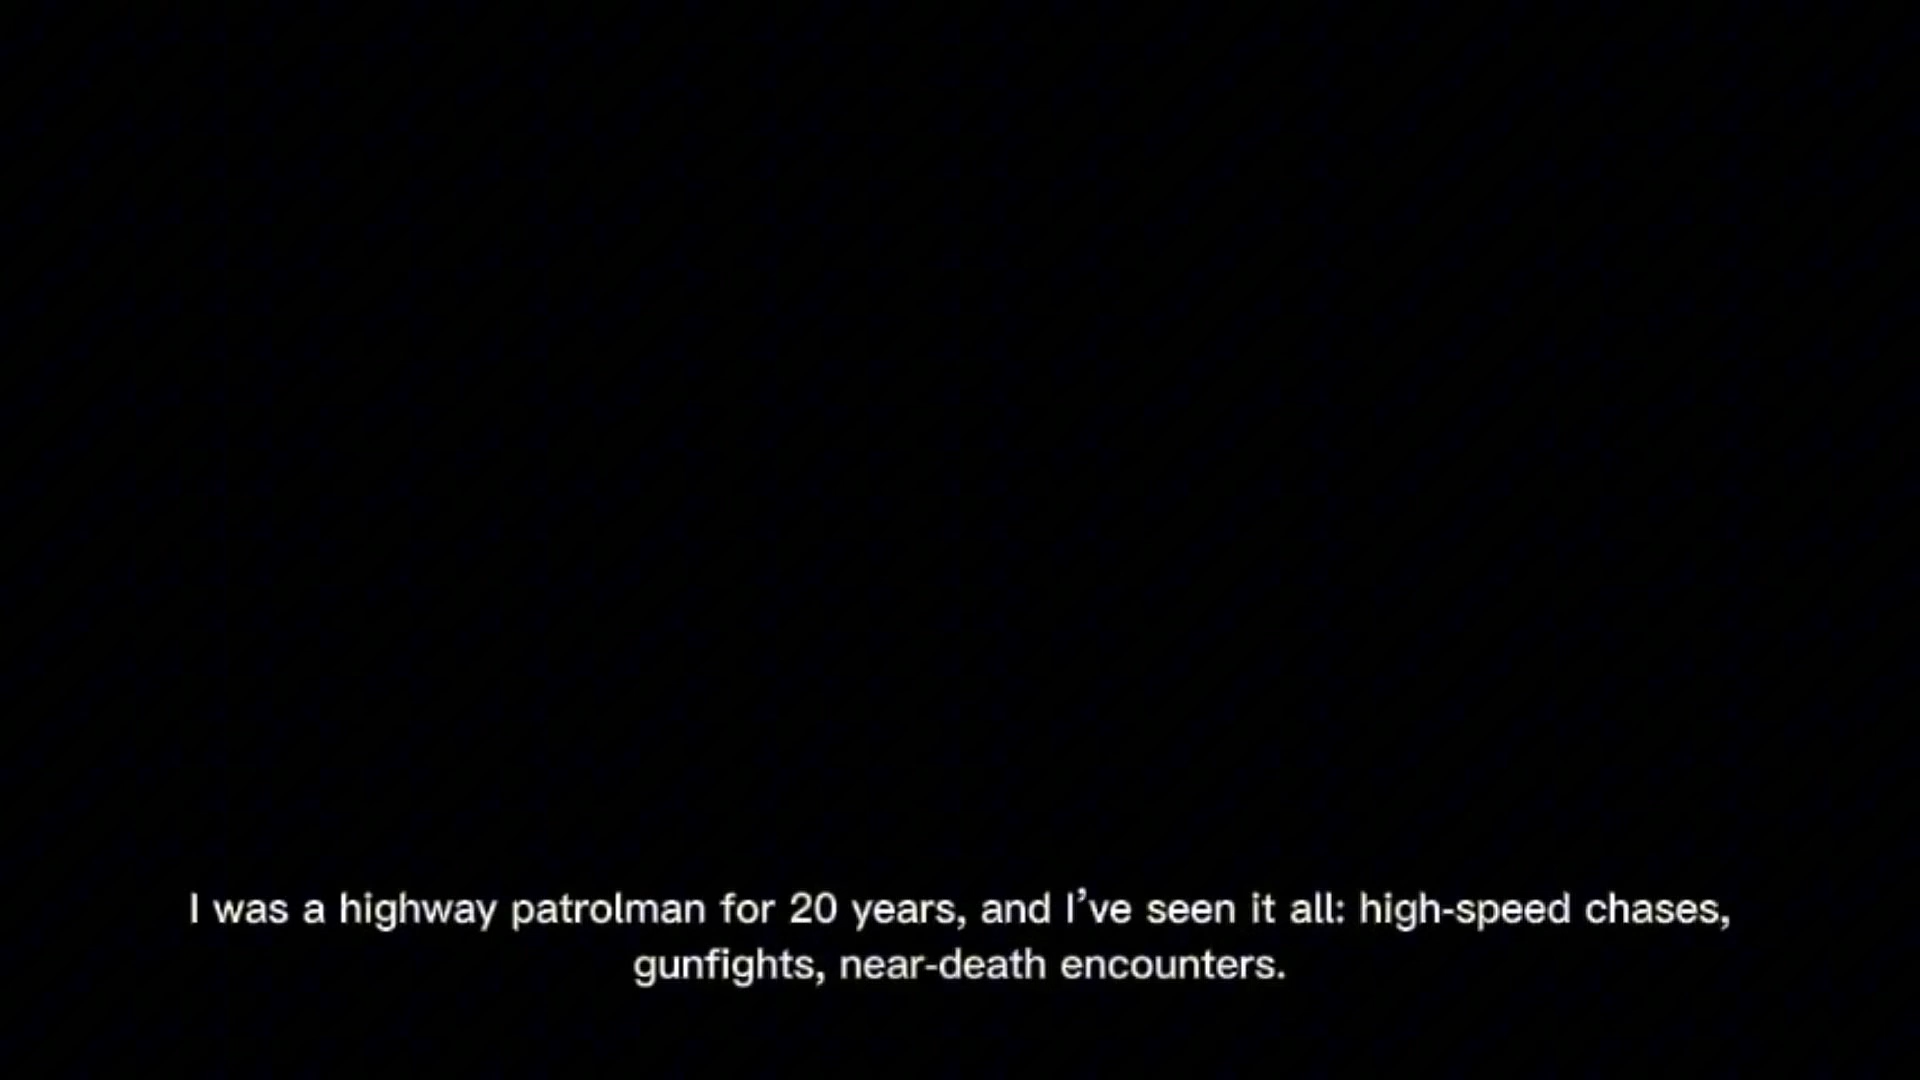 I was a highway patrolman for 20 years, and I’ve seen it all: high-speed chases,
gunfights, near-death encounters.